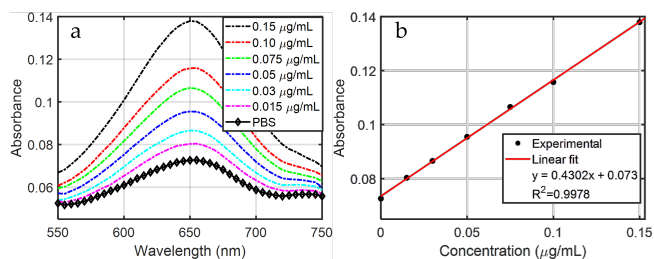 a
0.15 μg/mL
0.10 μg/mL
0.075 μg/mL
0.05 μg/mL
0.03 μg/mL
0.015 μg/mL
PBS
Absorbance
0.14
0.12
0.1
0.08
0.06
550 600 650 700 750
Wavelength (nm)
b
Absorbance
0.14
0.12
0.1
0.08
Experimental
Linear fit
y = 0.4302x + 0.073
R²=0.9978
0 0.05 0.1 0.15
Concentration (μg/mL)